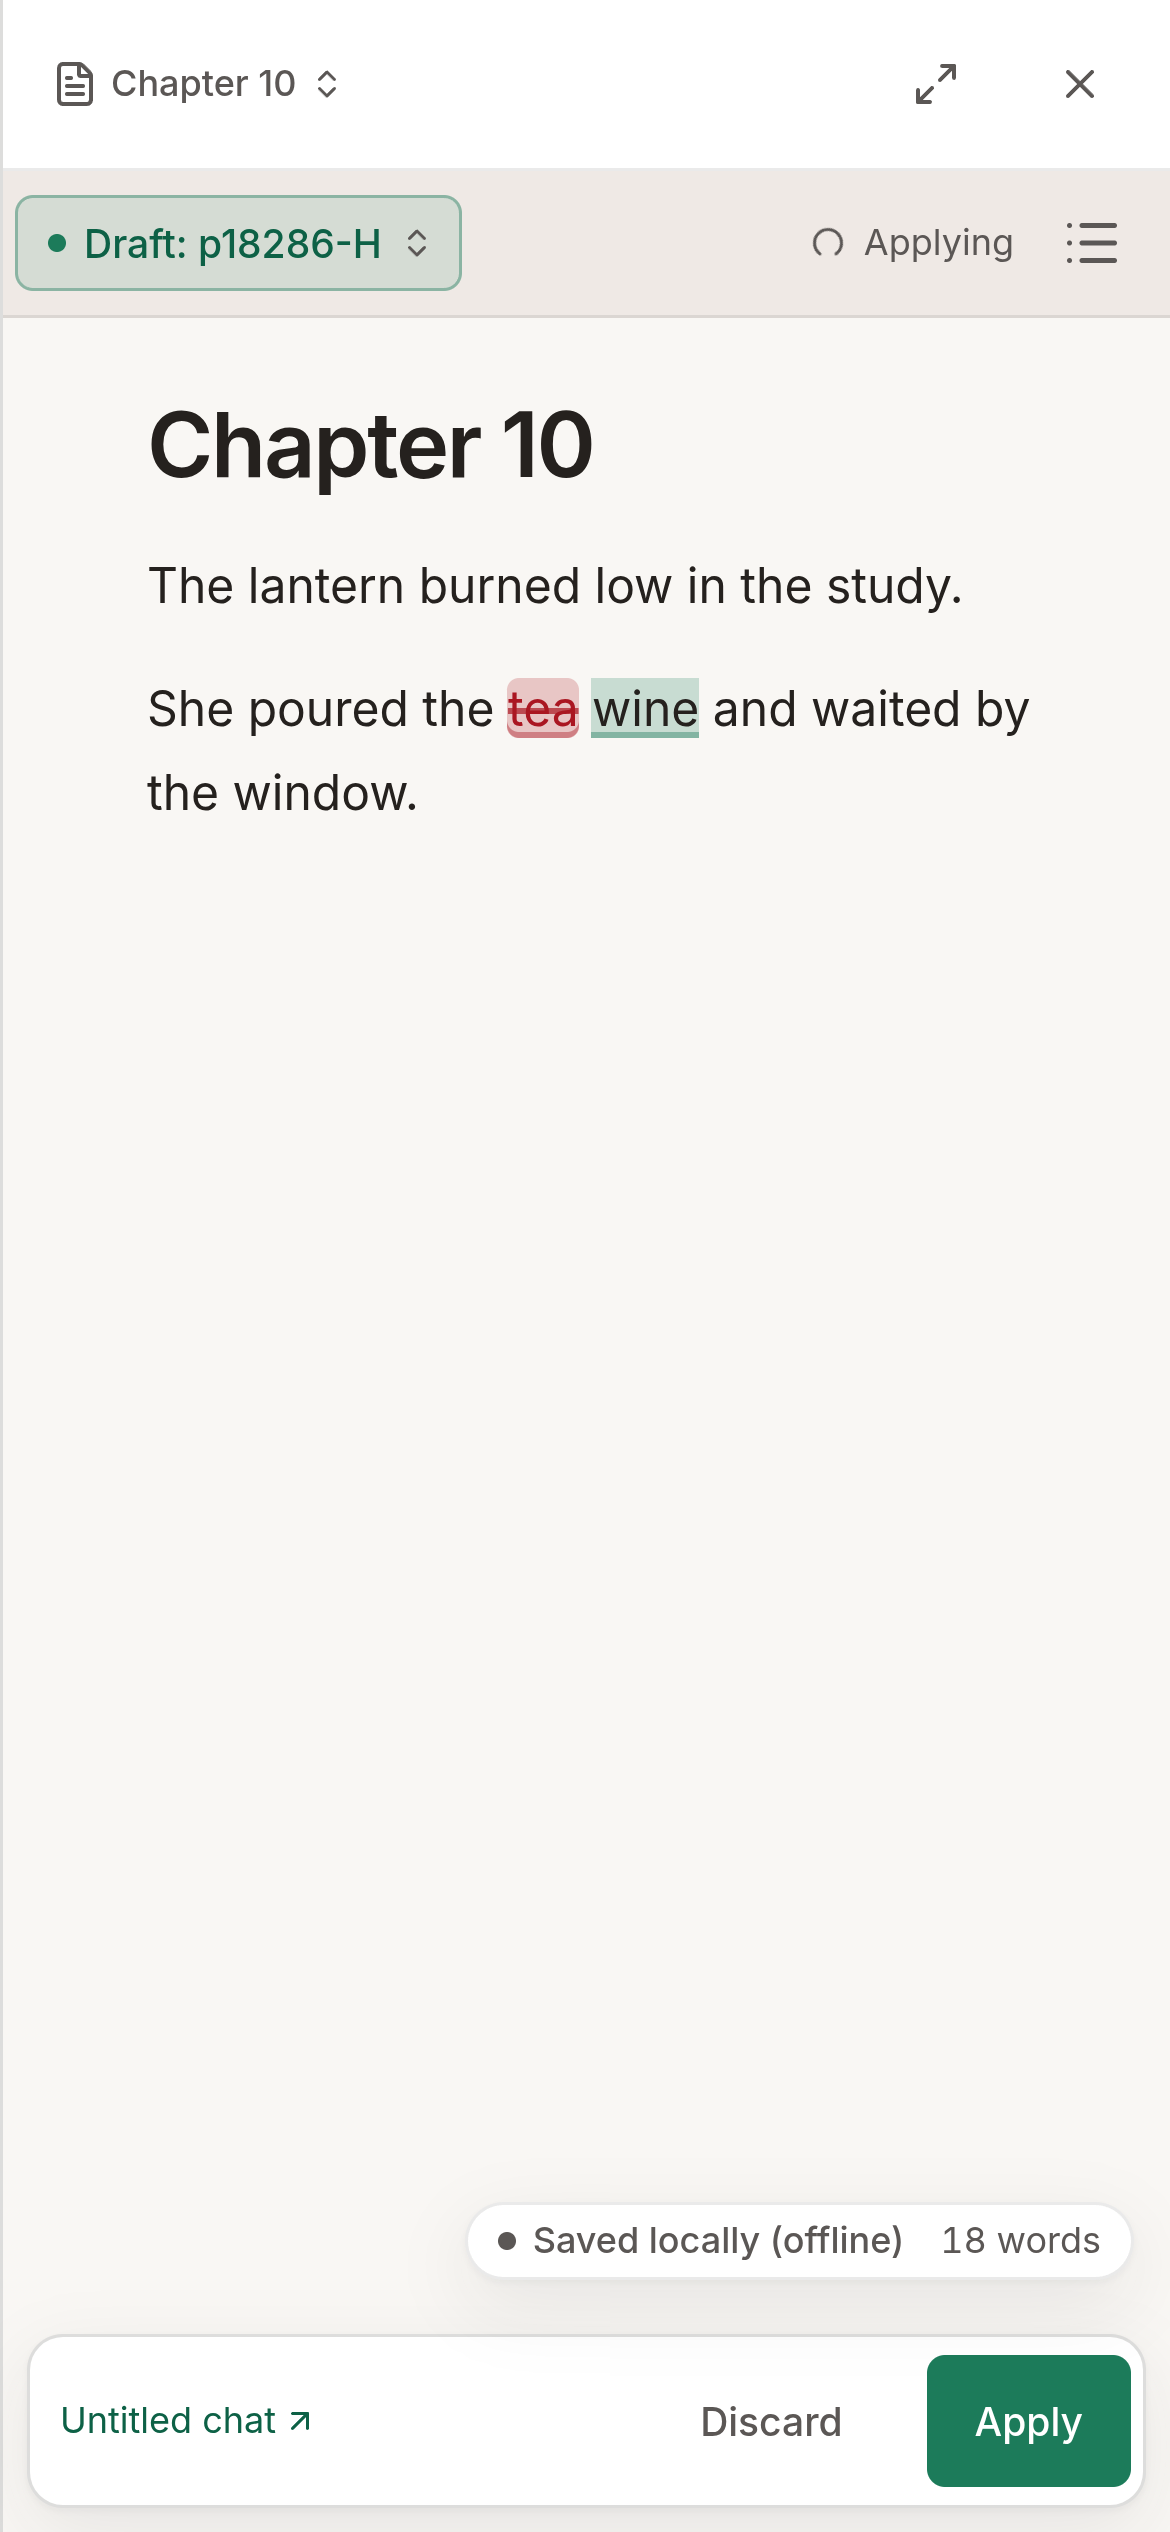 Chapter 10
Draft: p18286-H
Applying
Chapter 10
The lantern burned low in the study.
She poured the tea wine and waited by
the window.
Saved locally (offline) 18 words
Untitled chat
Discard
Apply